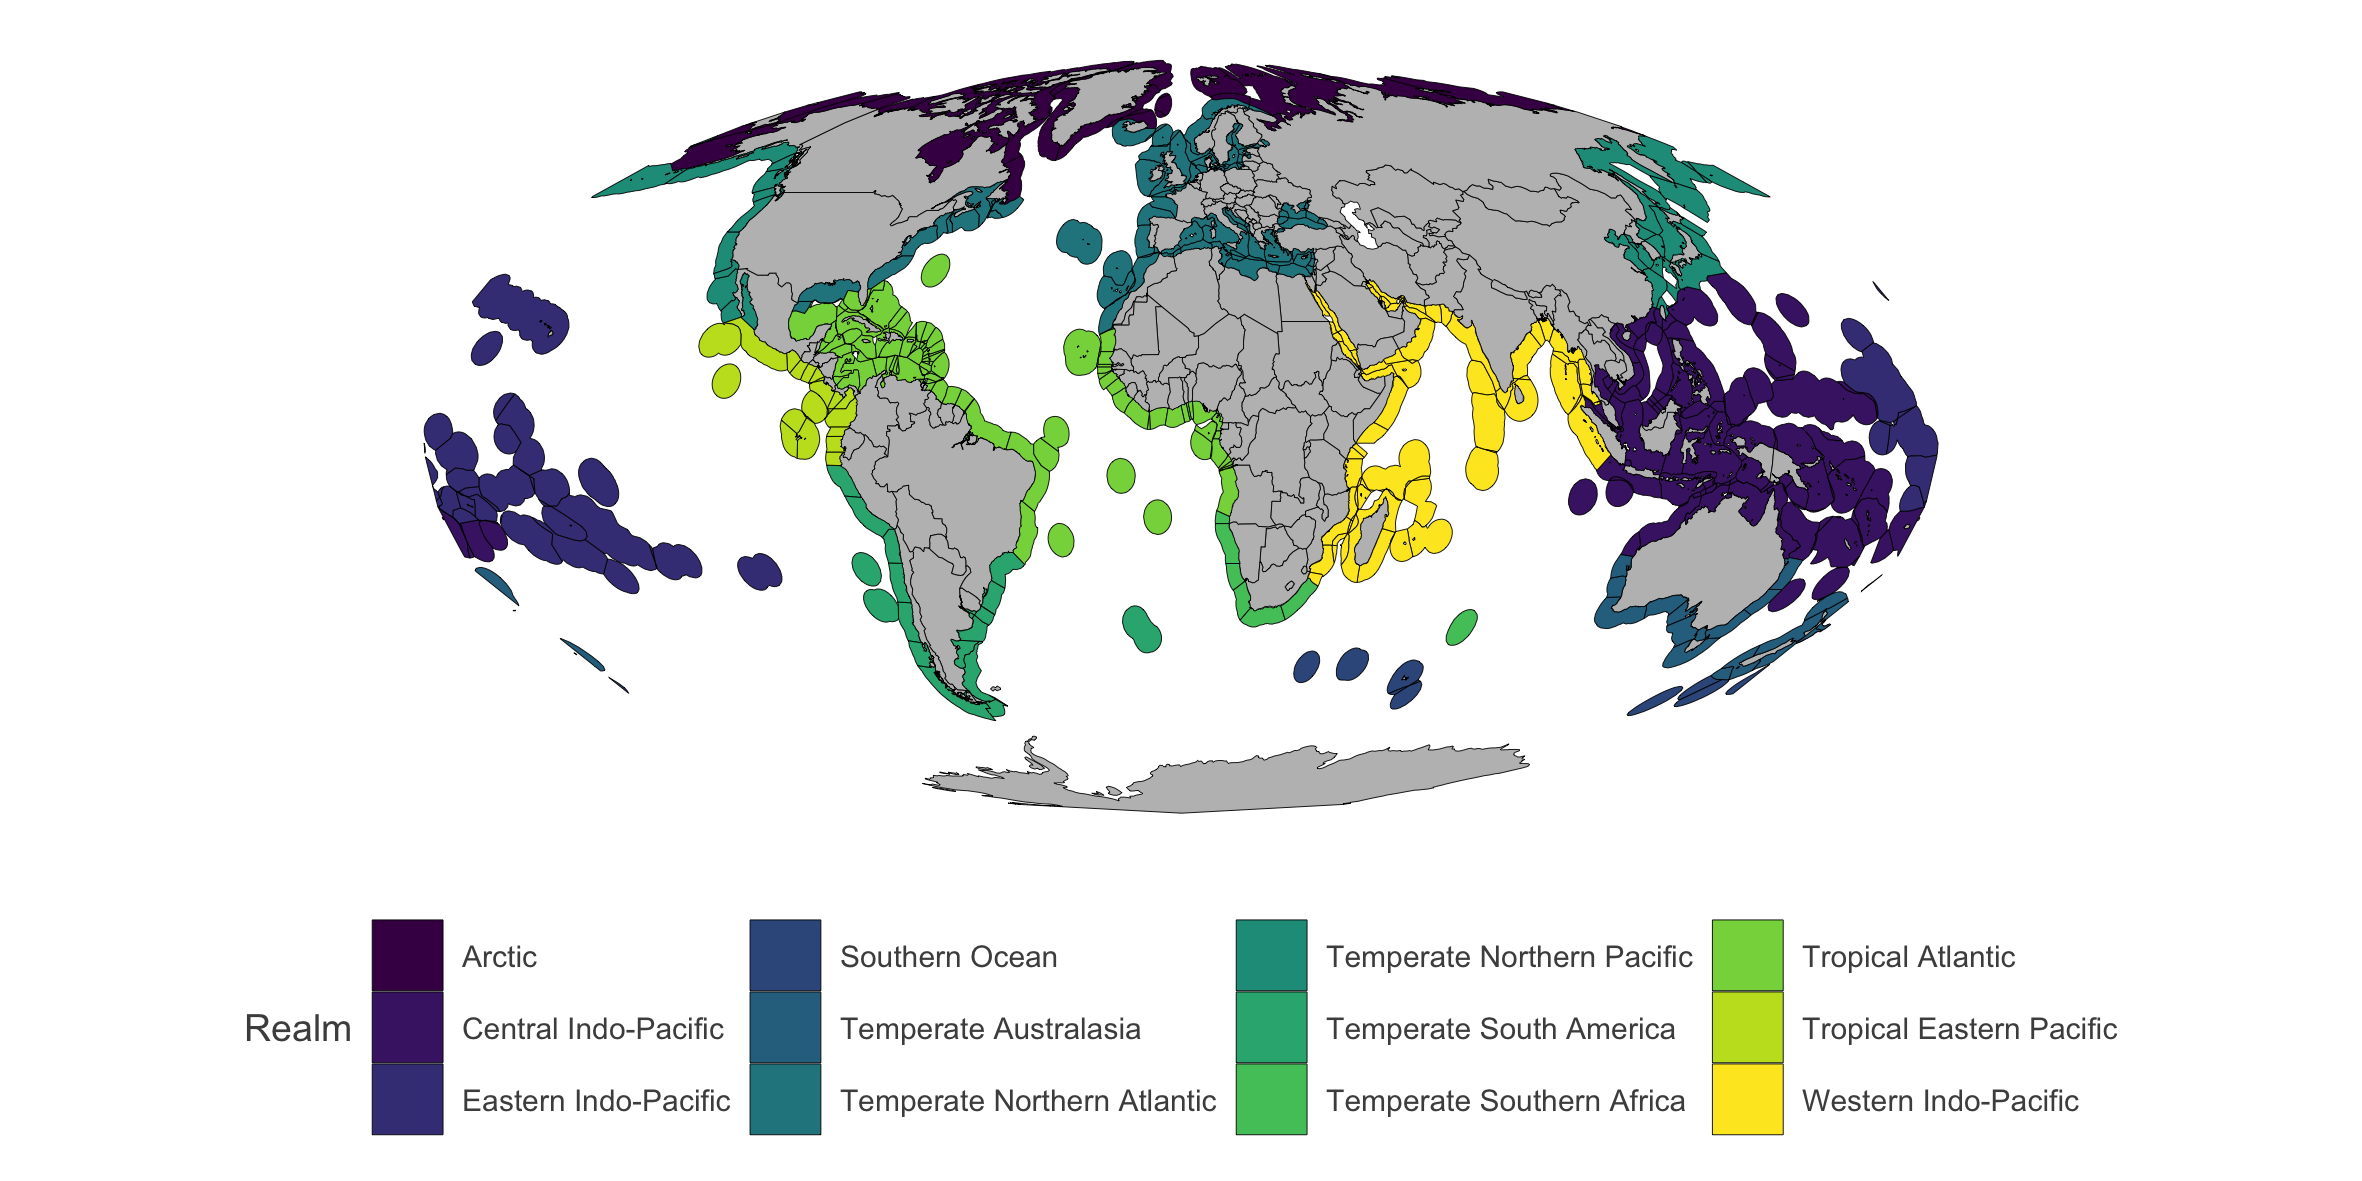 Realm
Arctic
Central Indo-Pacific
Eastern Indo-Pacific
Southern Ocean
Temperate Australasia
Temperate Northern Atlantic
Temperate Northern Pacific
Temperate South America
Temperate Southern Africa
Tropical Atlantic
Tropical Eastern Pacific
Western Indo-Pacific